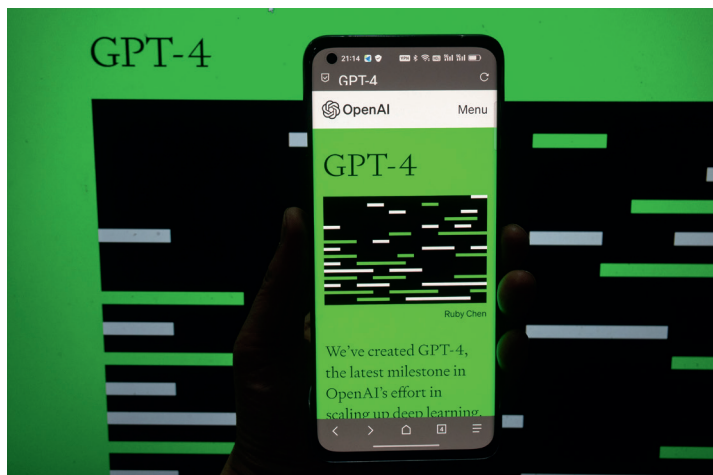 GPT-4
21:14
GPT-4
OpenAI Menu
GPT-4
Ruby Chen
We've created GPT-4,
the latest milestone in
OpenAI's effort in
scaling up deep learning.
4